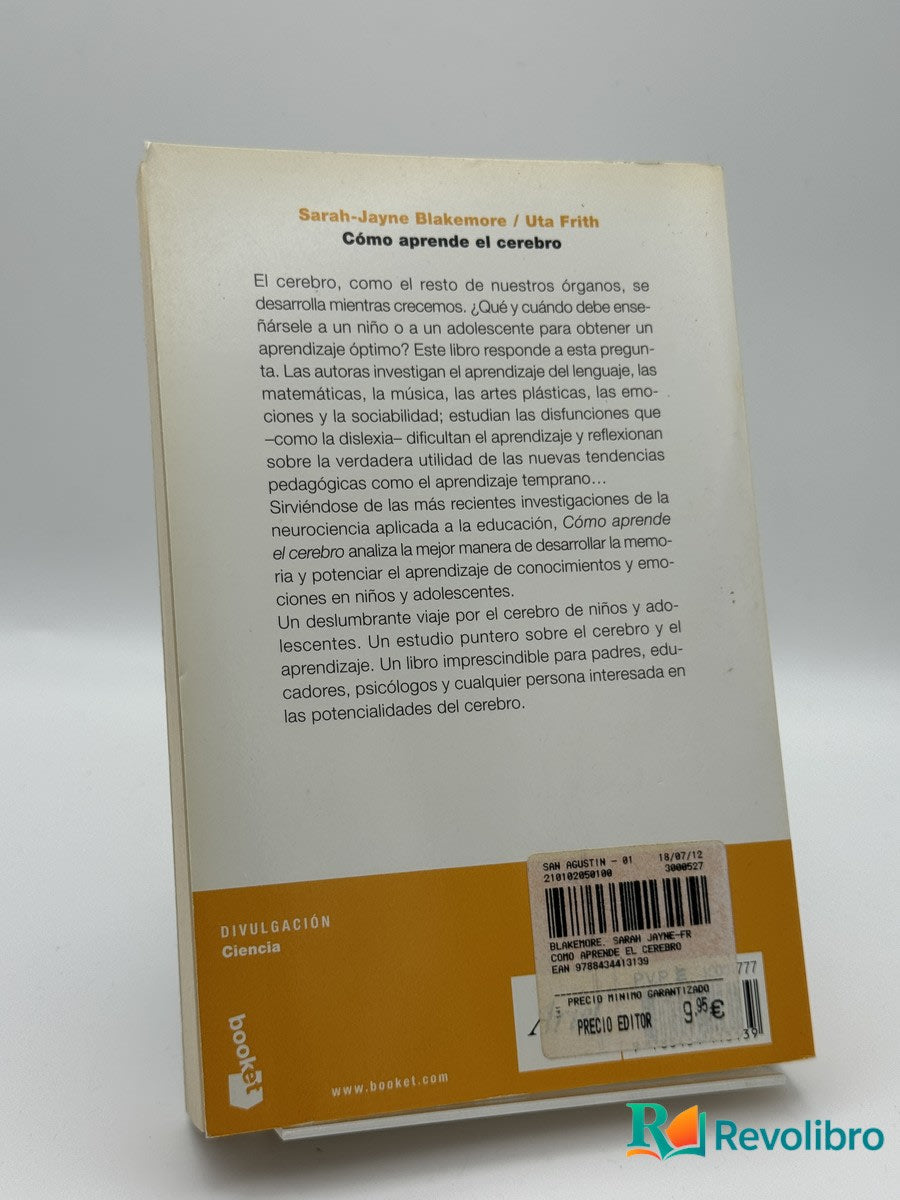 Sarah-Jayne Blakemore / Uta Frith
Cómo aprende el cerebro
El cerebro, como el resto de nuestros órganos, se
desarrolla mientras crecemos. ¿Qué y cuándo debe ense-
ñársele a un niño o a un adolescente para obtener un
aprendizaje óptimo? Este libro responde a esta pregun-
ta. Las autoras investigan el aprendizaje del lenguaje, las
matemáticas, la música, las artes plásticas, las emo-
ciones y la sociabilidad; estudian las disfunciones que
–como la dislexia– dificultan el aprendizaje y reflexionan
sobre la verdadera utilidad de las nuevas tendencias
pedagógicas como el aprendizaje temprano...
Sirviéndose de las más recientes investigaciones de la
neurociencia aplicada a la educación, Cómo aprende
el cerebro analiza la mejor manera de desarrollar la memo-
ria y potenciar el aprendizaje de conocimientos y emo-
ciones en niños y adolescentes.
Un deslumbrante viaje por el cerebro de niños y ado-
lescentes. Un estudio puntero sobre el cerebro y el
aprendizaje. Un libro imprescindible para padres, edu-
cadores, psicólogos y cualquier persona interesada en
las potencialidades del cerebro.
DIVULGACIÓN
Ciencia
SAN AGUSTIN - 01 18/07/12
210102050100 3000527
BLAKEMORE. SARAH JAYNE-FR
COMO APRENDE EL CEREBRO
EAN 9788434413139
777
PRECIO MINIMO GARANTIZADO
PRECIO EDITOR 9.95€
39
booket
www.booket.com
Revolibro